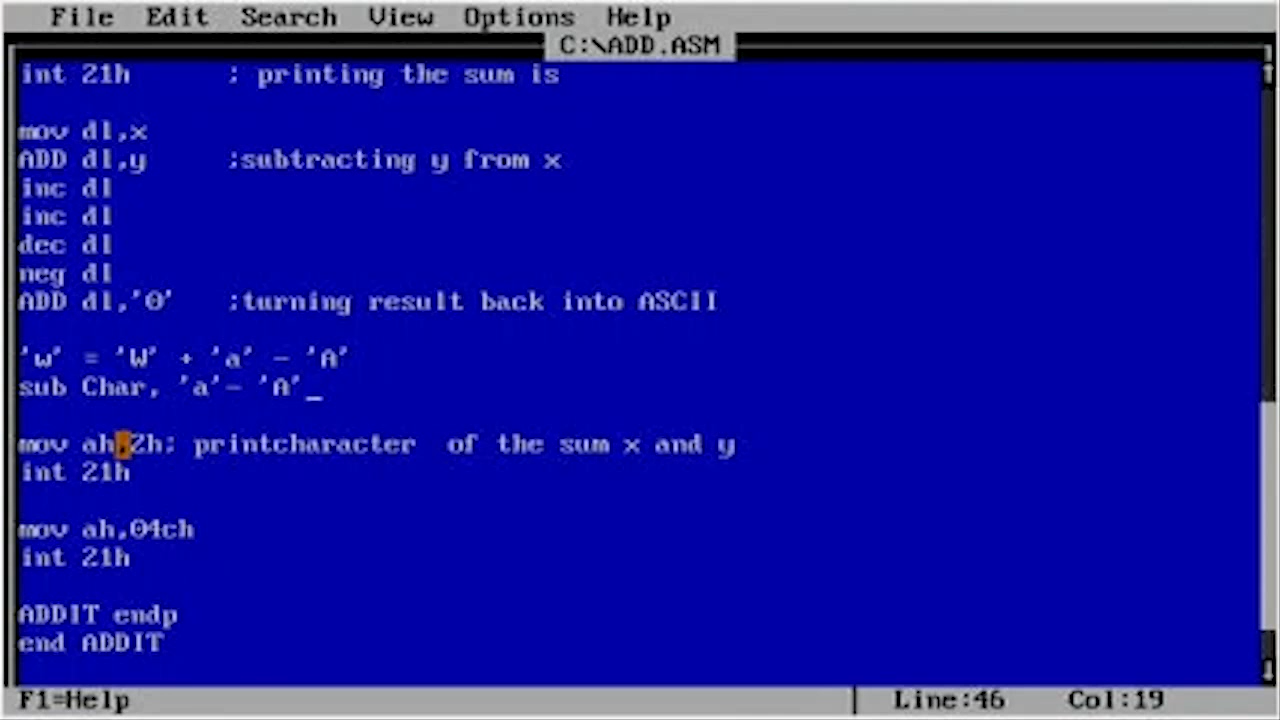 File Edit Search View Options Help
C:\ADD.ASM
int 21h ; printing the sum is
mov dl,x
ADD dl,y ;subtracting y from x
inc dl
inc dl
dec dl
neg dl
ADD dl,'0' ;turning result back into ASCII
'w' = 'W' + 'a' - 'A'
sub Char, 'a'- 'A'_
mov ah,2h; printcharacter of the sum x and y
int 21h
mov ah,04ch
int 21h
ADDIT endp
end ADDIT
F1=Help Line:46 Col:19